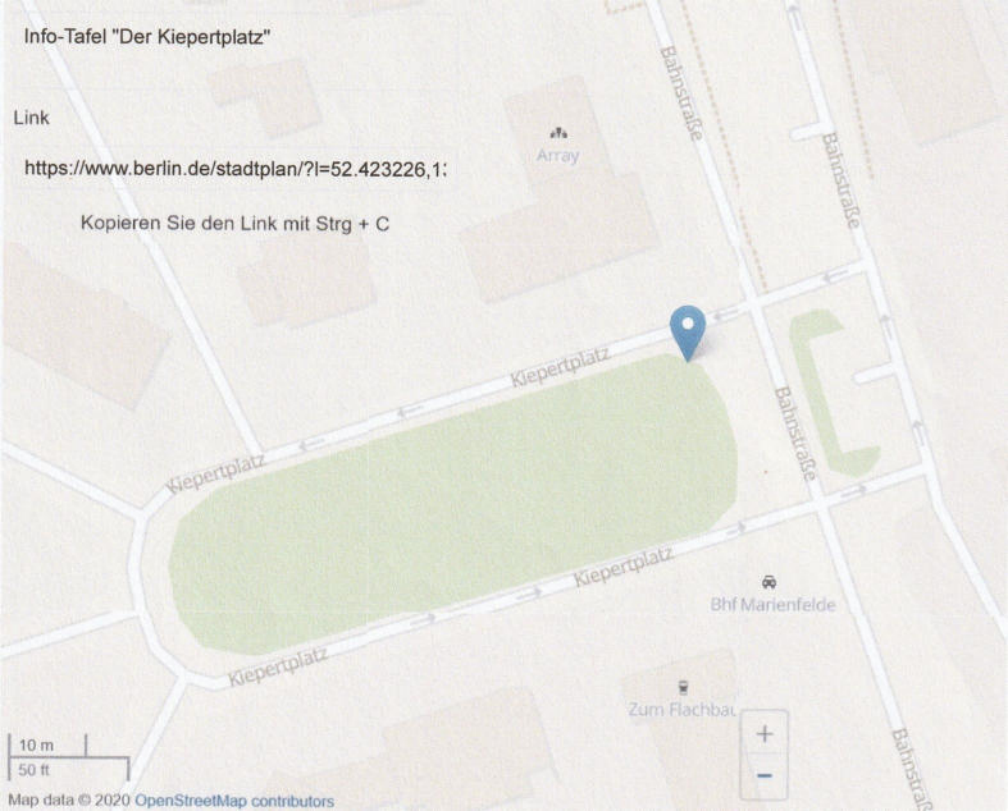 Info-Tafel "Der Kiepertplatz"
Link
https://www.berlin.de/stadtplan/?l=52.423226,1
Kopieren Sie den Link mit Strg + C
Bahnstraße
Bahnstraße
Array
Kiepertplatz
Bahnstraße
Kiepertplatz
Kiepertplatz
Bhf Marienfelde
Kiepertplatz
Zum Flachbau
+
−
Bahnstra
10 m
50 ft
Map data © 2020 OpenStreetMap contributors